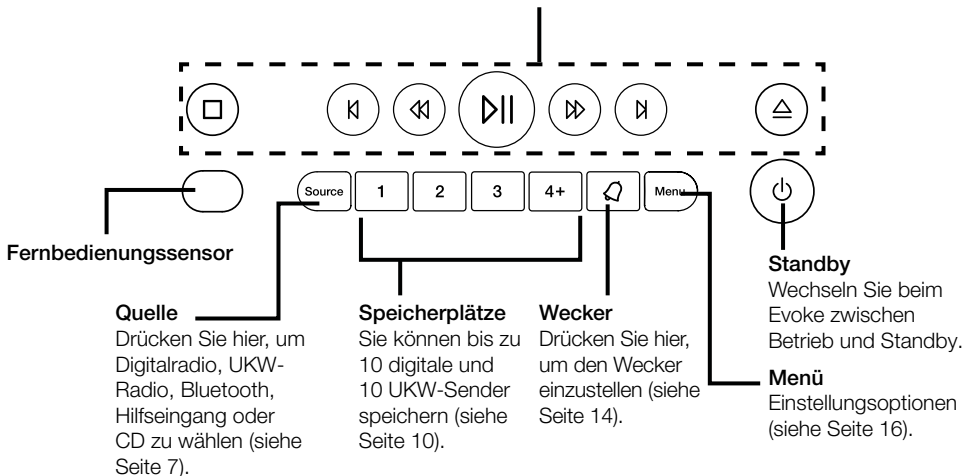 Source
1
2
3
4+
Menu
Fernbedienungssensor
Quelle
Drücken Sie hier, um
Digitalradio, UKW-
Radio, Bluetooth,
Hilfseingang oder
CD zu wählen (siehe
Seite 7).
Speicherplätze
Sie können bis zu
10 digitale und
10 UKW-Sender
speichern (siehe
Seite 10).
Wecker
Drücken Sie hier,
um den Wecker
einzustellen (siehe
Seite 14).
Standby
Wechseln Sie beim
Evoke zwischen
Betrieb und Standby.
Menü
Einstellungsoptionen
(siehe Seite 16).